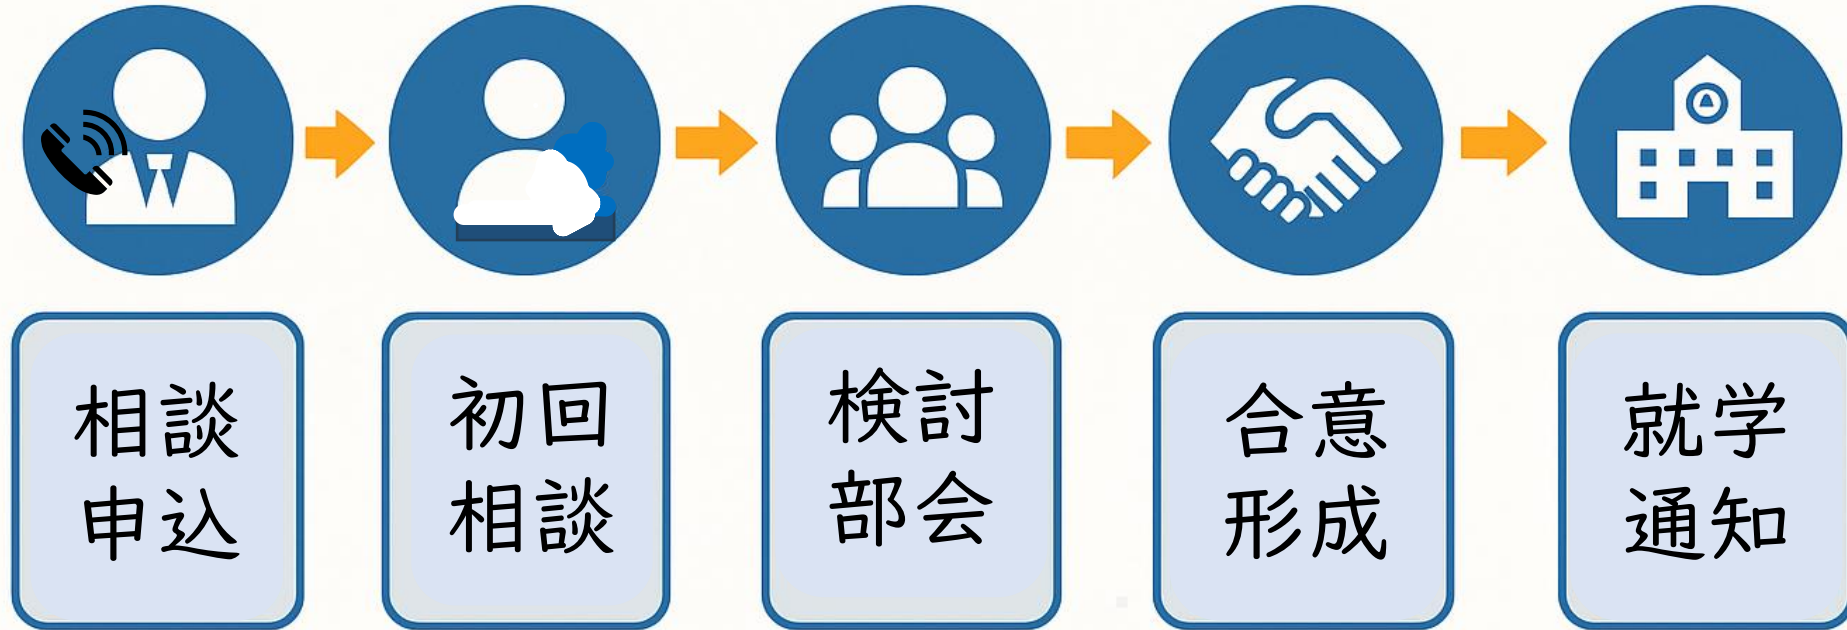 相談
申込
初回
相談
検討
部会
合意
形成
就学
通知